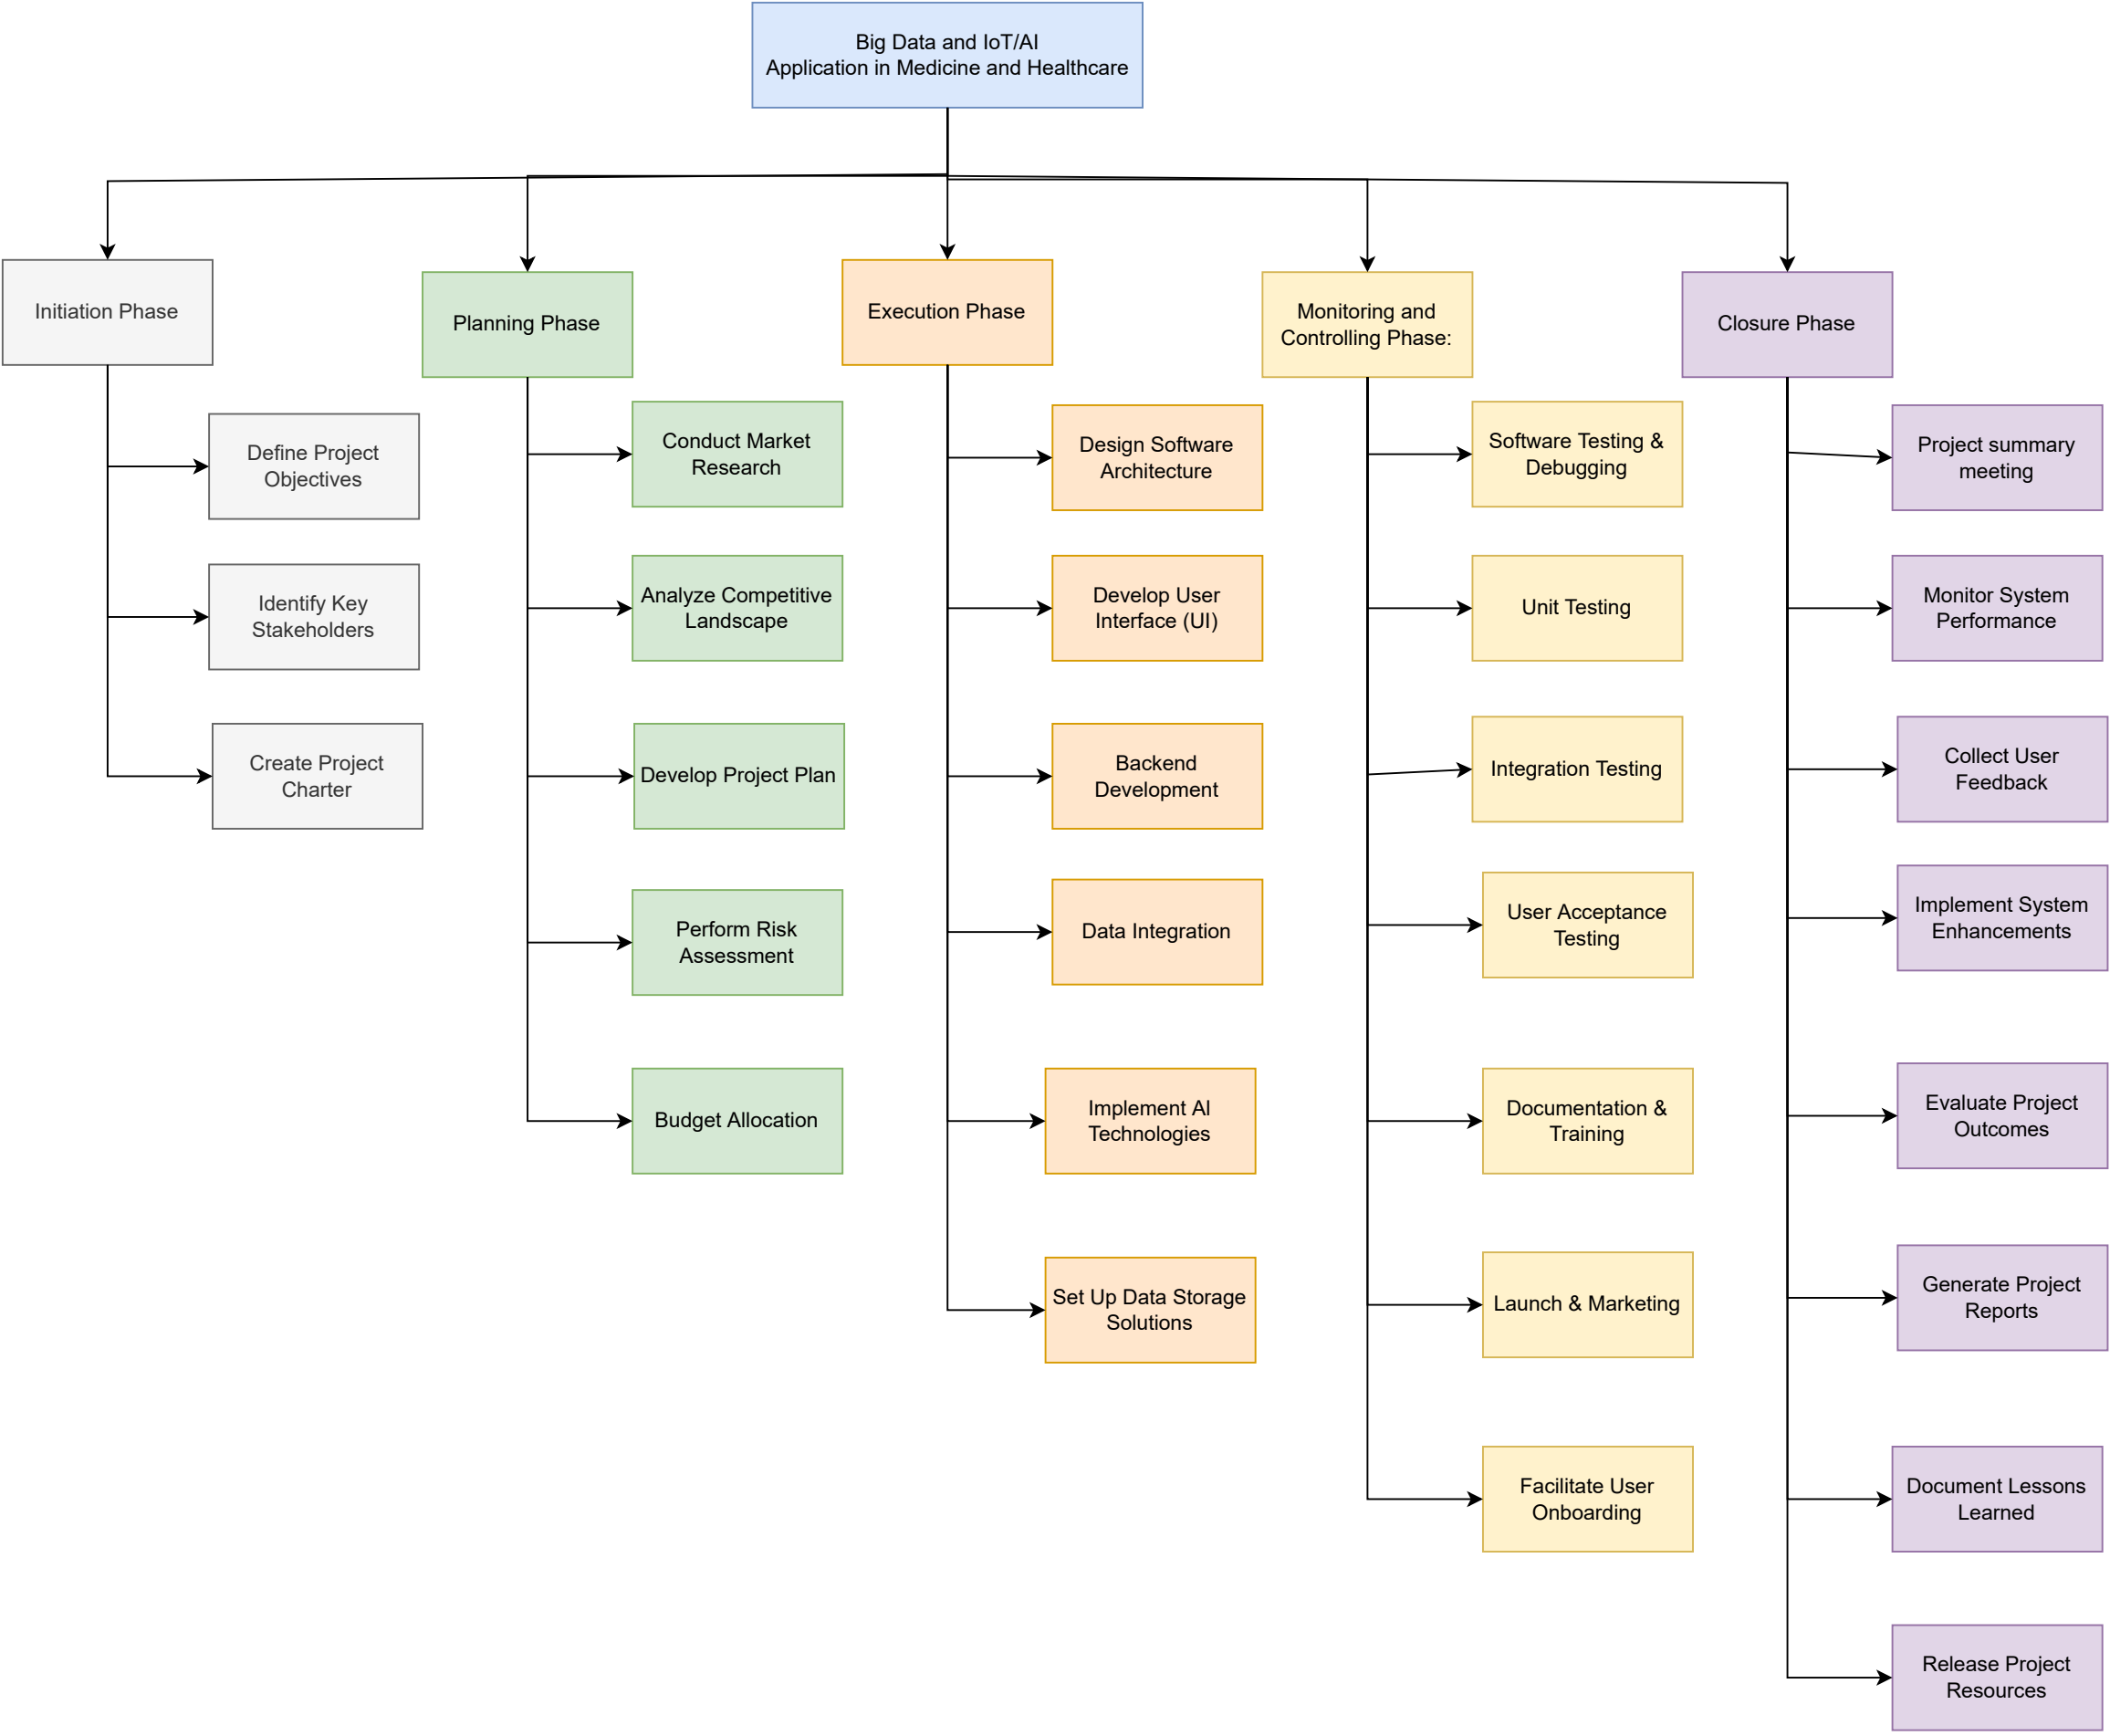 Big Data and IoT/AI
Application in Medicine and Healthcare
Initiation Phase
Define Project
Objectives
Identify Key
Stakeholders
Create Project
Charter
Planning Phase
Conduct Market
Research
Analyze Competitive
Landscape
Develop Project Plan
Perform Risk
Assessment
Budget Allocation
Execution Phase
Design Software
Architecture
Develop User
Interface (UI)
Backend
Development
Data Integration
Implement AI
Technologies
Set Up Data Storage
Solutions
Monitoring and
Controlling Phase:
Software Testing &
Debugging
Unit Testing
Integration Testing
User Acceptance
Testing
Documentation &
Training
Launch & Marketing
Facilitate User
Onboarding
Closure Phase
Project summary
meeting
Monitor System
Performance
Collect User
Feedback
Implement System
Enhancements
Evaluate Project
Outcomes
Generate Project
Reports
Document Lessons
Learned
Release Project
Resources